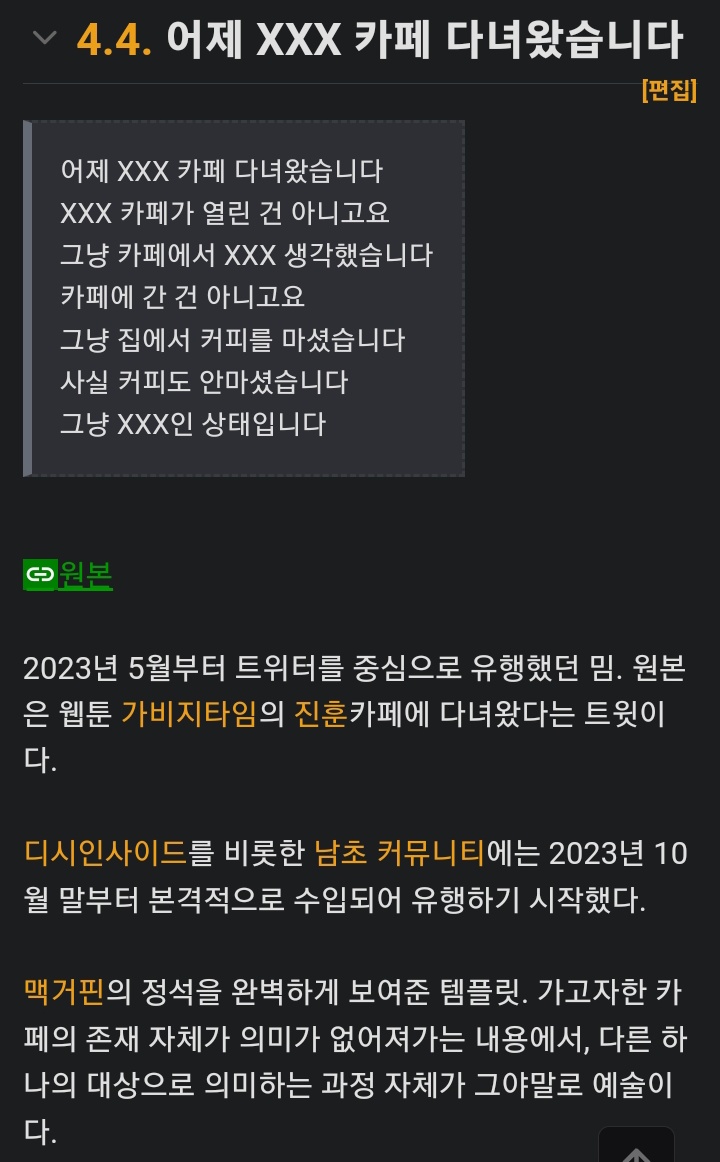 4.4. 어제 XXX 카페 다녀왔습니다
[편집]
어제 XXX 카페 다녀왔습니다
XXX 카페가 열린 건 아니고요
그냥 카페에서 XXX 생각했습니다
카페에 간 건 아니고요
그냥 집에서 커피를 마셨습니다
사실 커피도 안마셨습니다
그냥 XXX인 상태입니다
원본
2023년 5월부터 트위터를 중심으로 유행했던 밈. 원본
은 웹툰 가비지타임의 진훈카페에 다녀왔다는 트윗이
다.
디시인사이드를 비롯한 남초 커뮤니티에는 2023년 10
월 말부터 본격적으로 수입되어 유행하기 시작했다.
맥거핀의 정석을 완벽하게 보여준 템플릿. 가고자한 카
페의 존재 자체가 의미가 없어져가는 내용에서, 다른 하
나의 대상으로 의미하는 과정 자체가 그야말로 예술이
다.